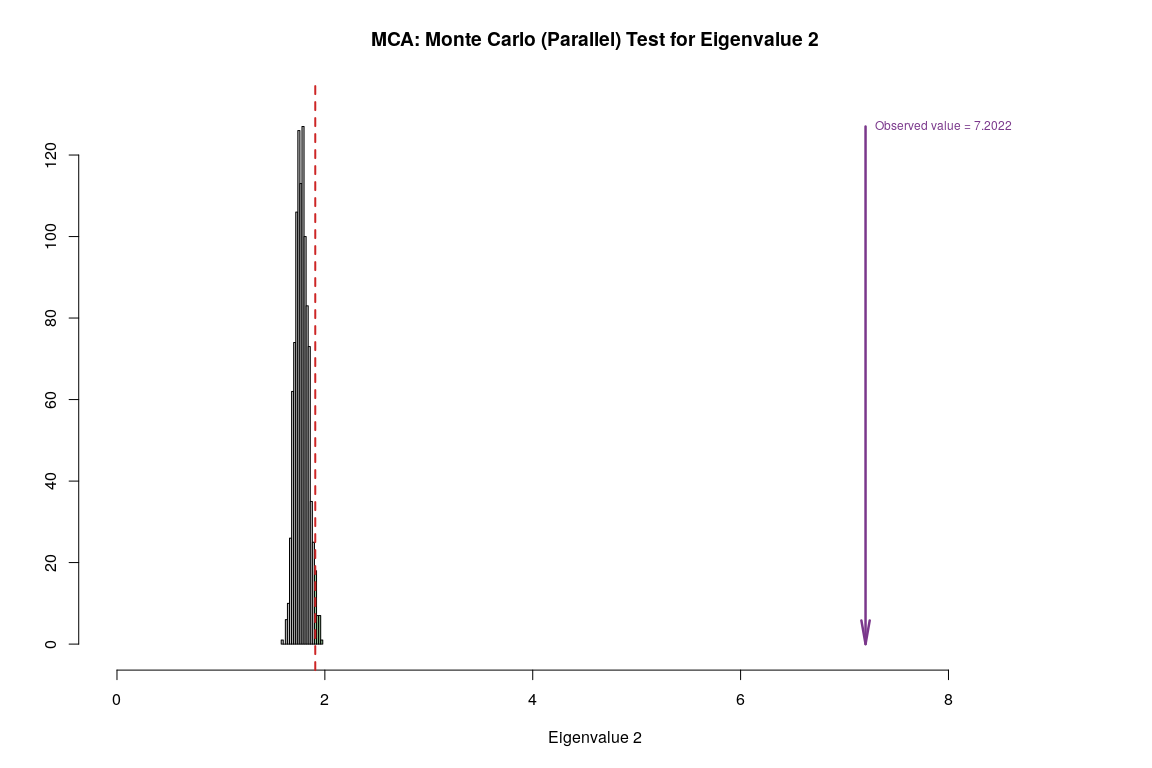 MCA: Monte Carlo (Parallel) Test for Eigenvalue 2
Observed value = 7.2022
120
100
80
60
40
20
0
0 2 4 6 8
Eigenvalue 2